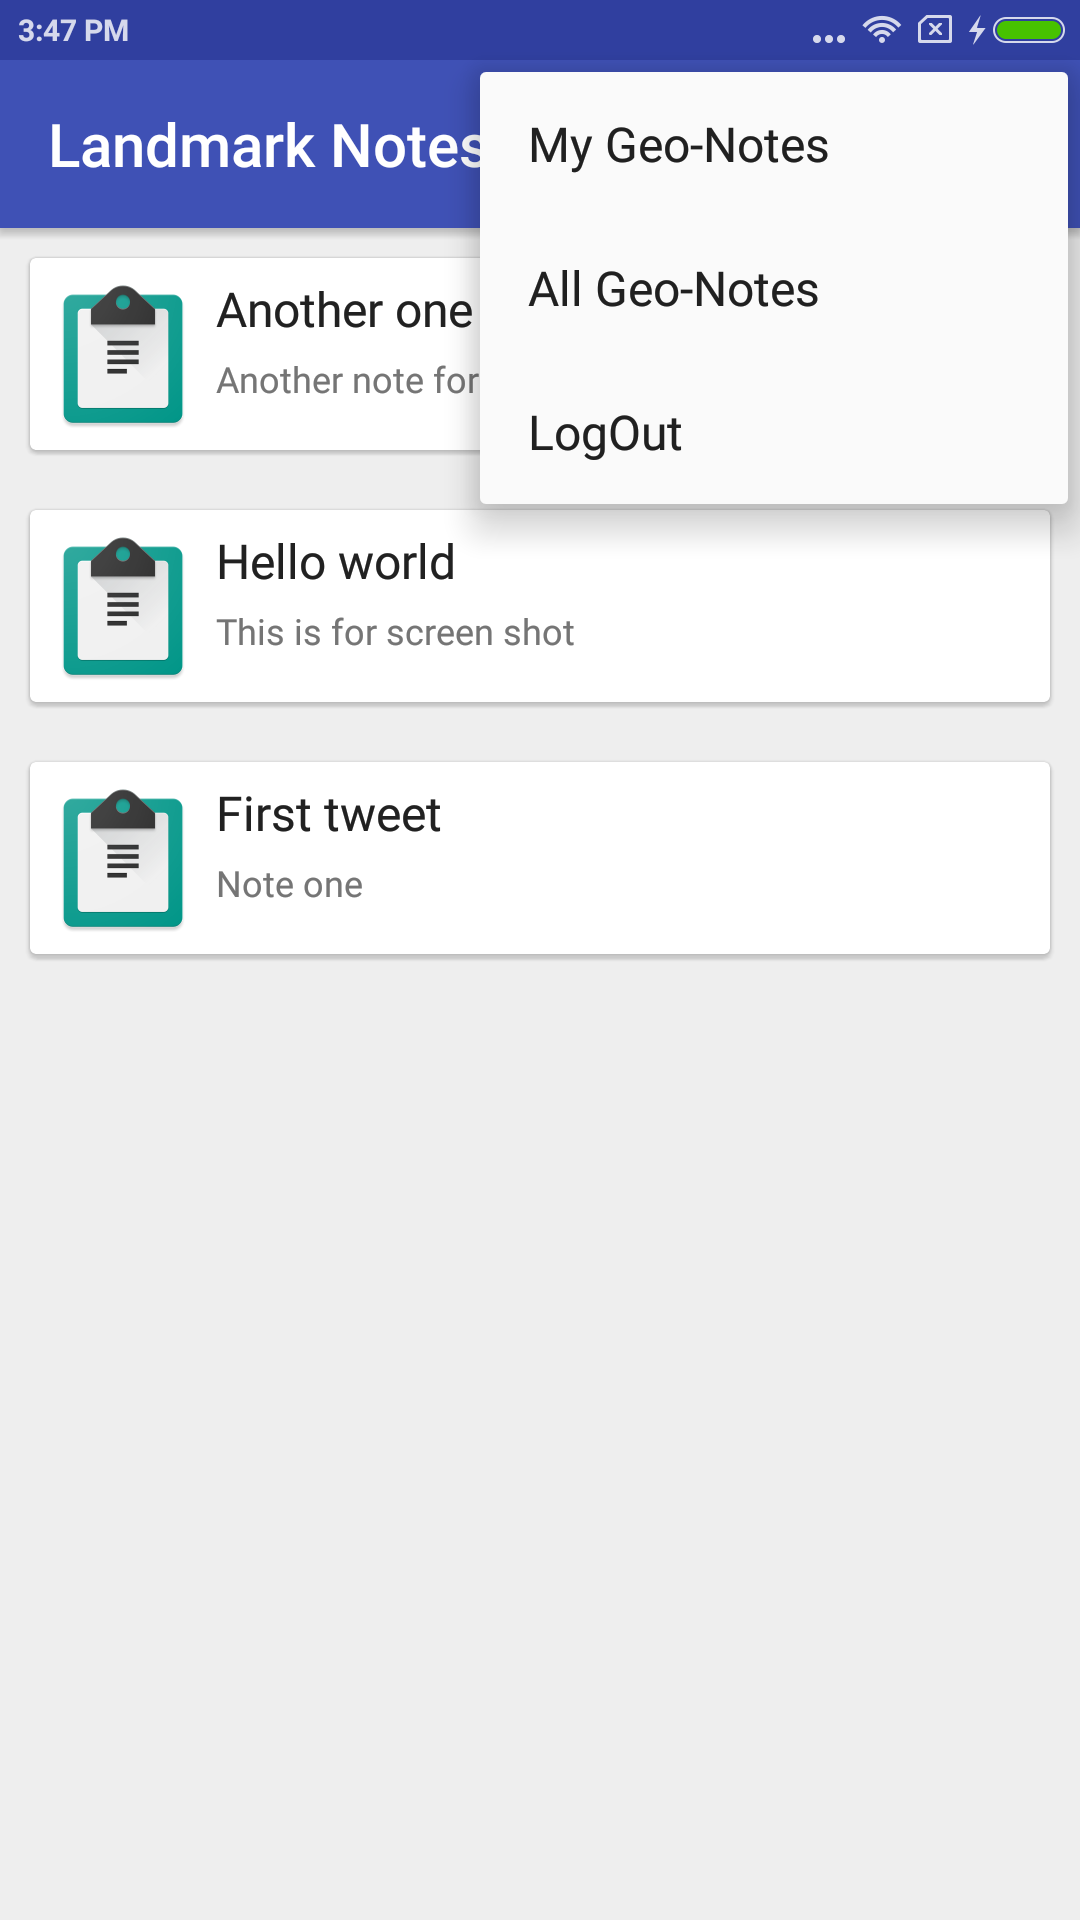 3:47 PM
Landmark Notes
My Geo-Notes
All Geo-Notes
LogOut
Another one
Another note for
Hello world
This is for screen shot
First tweet
Note one